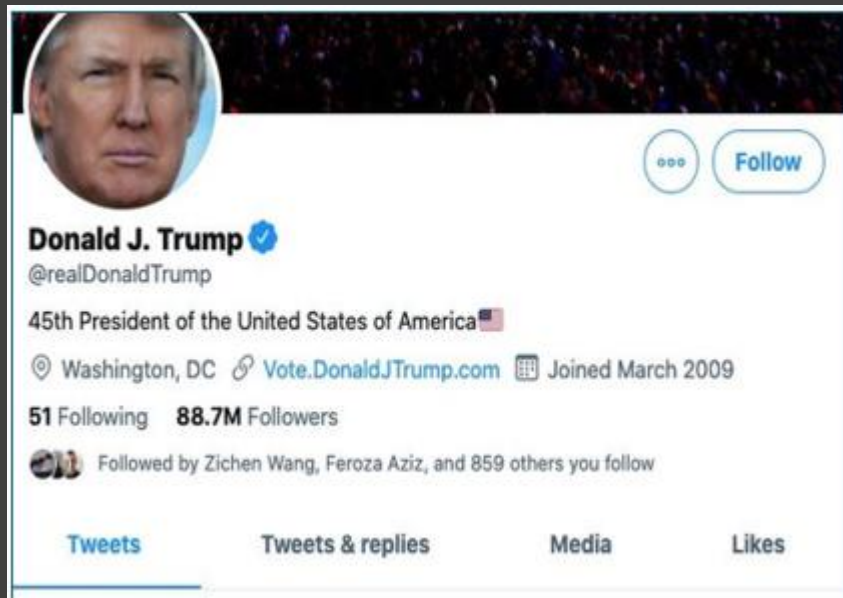 Follow
Donald J. Trump
@realDonaldTrump
45th President of the United States of America🇺🇸
Washington, DC Vote.DonaldJTrump.com Joined March 2009
51 Following 88.7M Followers
Followed by Zichen Wang, Feroza Aziz, and 859 others you follow
Tweets Tweets & replies Media Likes